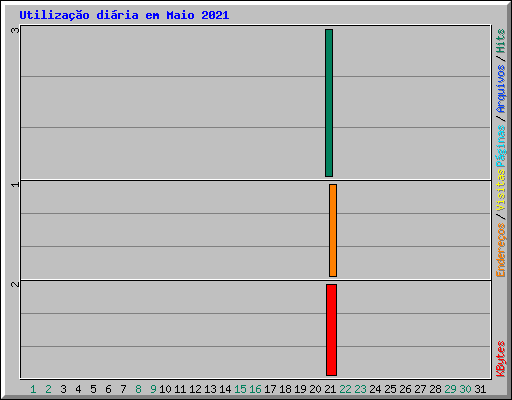 Utilização diária em Maio 2021
3
1
2
1 2 3 4 5 6 7 8 9 10 11 12 13 14 15 16 17 18 19 20 21 22 23 24 25 26 27 28 29 30 31
Páginas / Arquivos / Hits
Endereços / Visitas
KBytes